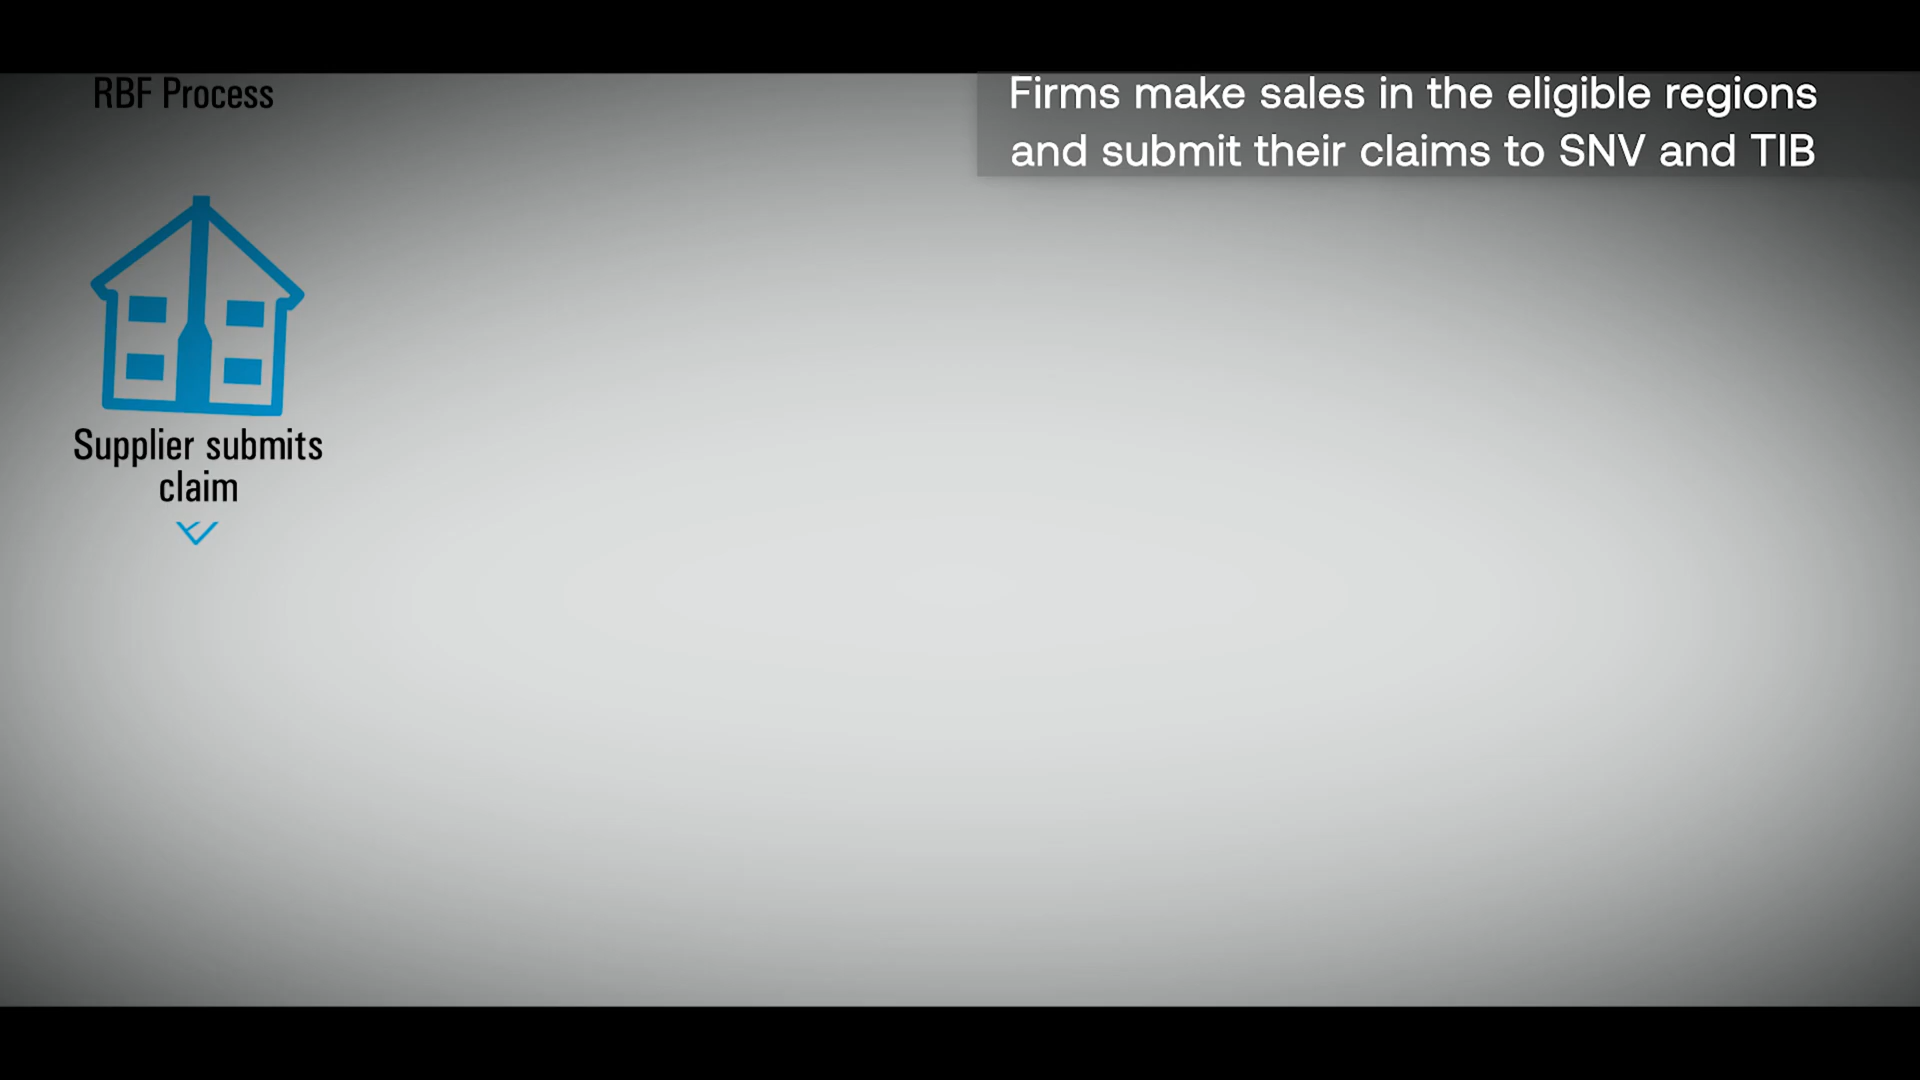 RBF Process
Firms make sales in the eligible regions
and submit their claims to SNV and TIB
Supplier submits
claim